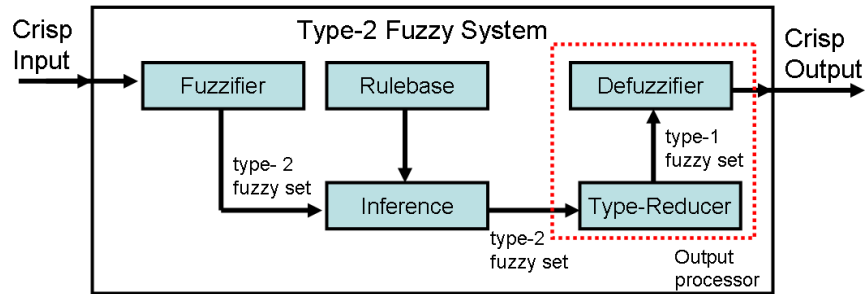 Type-2 Fuzzy System
Crisp
Input
Crisp
Output
Fuzzifier
Rulebase
Defuzzifier
type- 2
fuzzy set
type-1
fuzzy set
Inference
Type-Reducer
type-2
fuzzy set
Output
processor